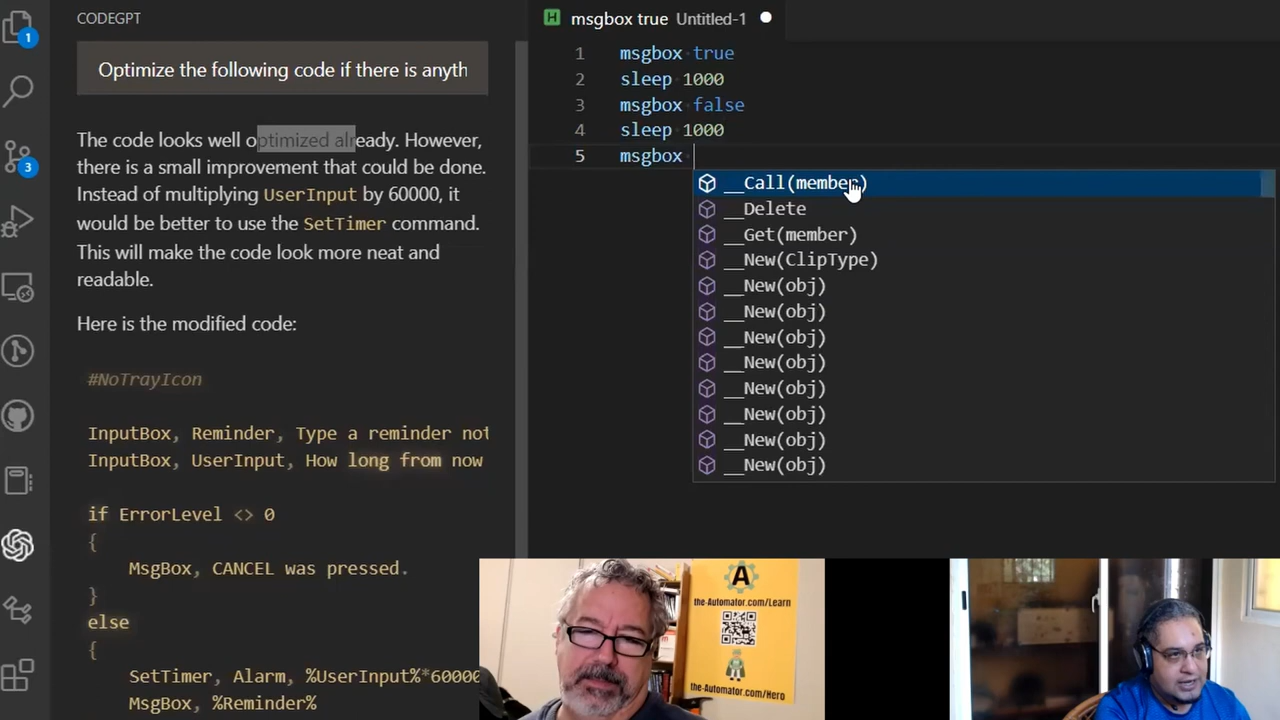 CODEGPT
Optimize the following code if there is anyth
The code looks well optimized already. However,
there is a small improvement that could be done.
Instead of multiplying UserInput by 60000, it
would be better to use the SetTimer command.
This will make the code look more neat and
readable.
Here is the modified code:
#NoTrayIcon
InputBox, Reminder, Type a reminder not
InputBox, UserInput, How long from now
if ErrorLevel <> 0
{
MsgBox, CANCEL was pressed.
}
else
{
SetTimer, Alarm, %UserInput%*60000
MsgBox, %Reminder%
1
3
msgbox true Untitled-1
1 msgbox true
2 sleep 1000
3 msgbox false
4 sleep 1000
5 msgbox
__Call(member)
__Delete
__Get(member)
__New(ClipType)
__New(obj)
__New(obj)
__New(obj)
__New(obj)
__New(obj)
__New(obj)
__New(obj)
__New(obj)
A
the-Automator.com/Learn
the-Automator.com/Hero